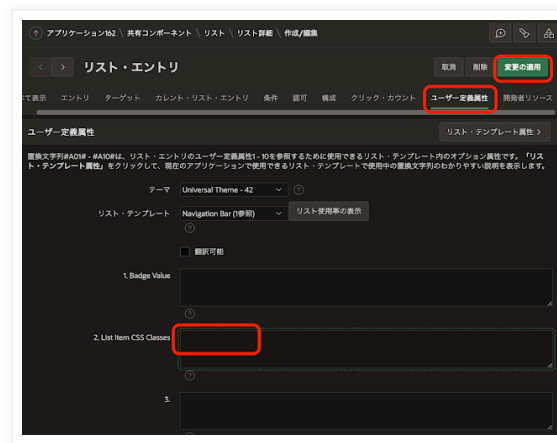 アプリケーション162 \ 共有コンポーネント \ リスト \ リスト詳細 \ 作成/編集
リスト・エントリ
取消 削除 変更の適用
て表示 エントリ ターゲット カレント・リスト・エントリ 条件 認可 構成 クリック・カウント ユーザー定義属性 開発者リソース
ユーザー定義属性
リスト・テンプレート属性 >
置換文字列#A01# - #A10#は、リスト・エントリのユーザー定義属性1 - 10を参照するために使用できるリスト・テンプレート内のオプション属性です。「リス
ト・テンプレート属性」をクリックして、現在のアプリケーションで使用できるリスト・テンプレートで使用中の置換文字列のわかりやすい説明を表示します。
テーマ Universal Theme - 42
リスト・テンプレート Navigation Bar (1参照) リスト使用率の表示
翻訳可能
1. Badge Value
2. List Item CSS Classes
3.